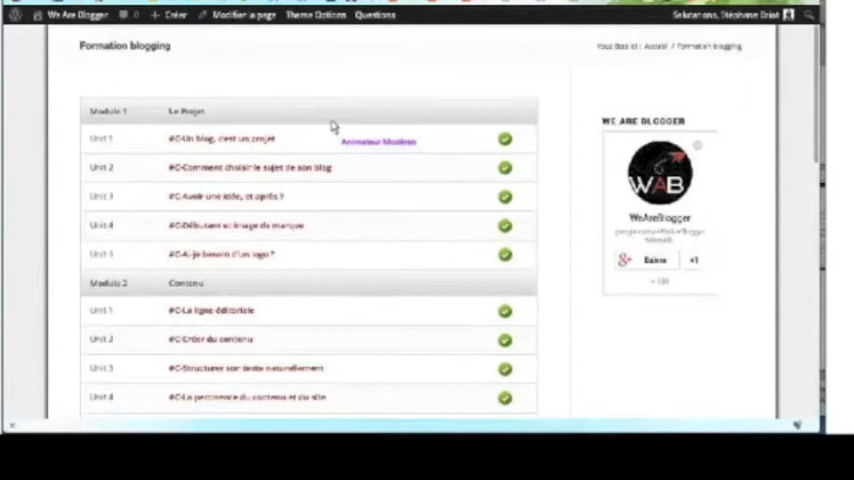 We Are Blogger 0 + Créer Modifier la page Theme Options Questions Salutations, Stéphane Briot
Formation blogging
Vous êtes ici : Accueil / Formation blogging
Module 1 Le Projet
Unit 1 #C-Un blog, c'est un projet
Animateur Modérés
Unit 2 #C-Comment choisir le sujet de son blog
Unit 3 #C-Avoir une idée, et après ?
Unit 4 #C-Débutant et image de marque
Unit 5 #C-Ai-je besoin d'un logo ?
Module 2 Contenu
Unit 1 #C-La ligne éditoriale
Unit 2 #C-Créer du contenu
Unit 3 #C-Structurer son texte naturellement
Unit 4 #C-La pertinence du contenu et du site
WE ARE BLOGGER
WAB
WeAreBlogger
g+ Suivre +1